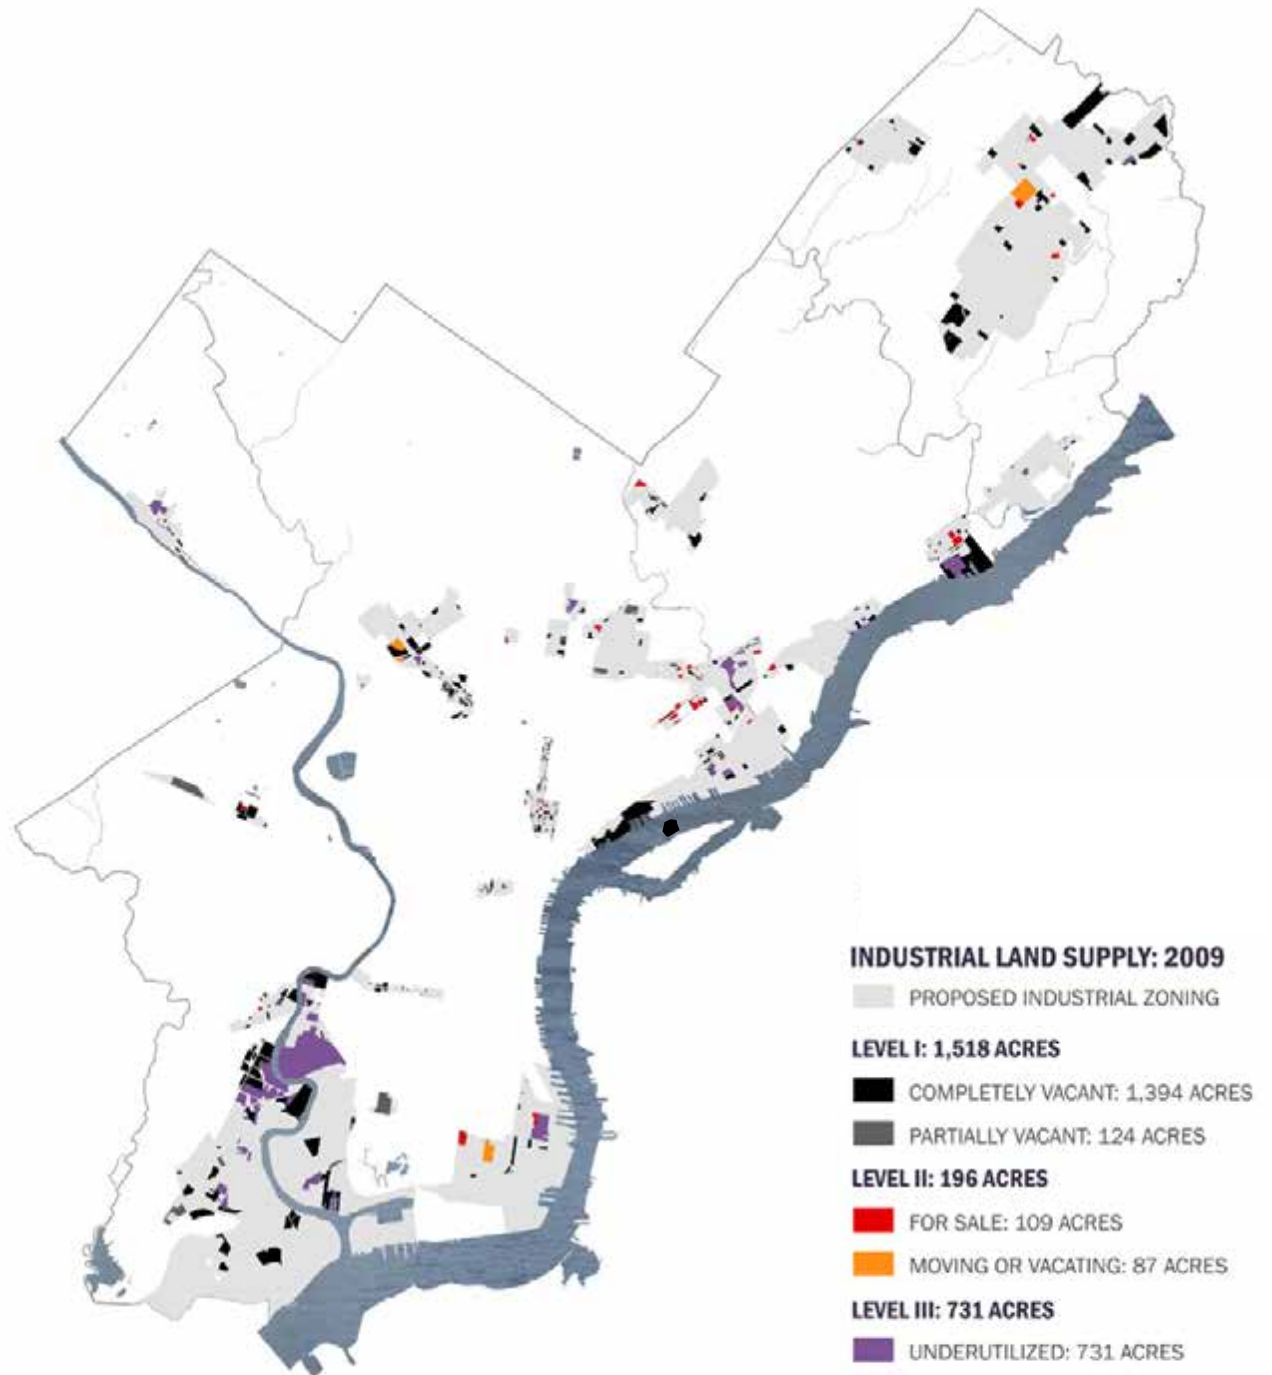 INDUSTRIAL LAND SUPPLY: 2009
PROPOSED INDUSTRIAL ZONING
LEVEL I: 1,518 ACRES
COMPLETELY VACANT: 1,394 ACRES
PARTIALLY VACANT: 124 ACRES
LEVEL II: 196 ACRES
FOR SALE: 109 ACRES
MOVING OR VACATING: 87 ACRES
LEVEL III: 731 ACRES
UNDERUTILIZED: 731 ACRES